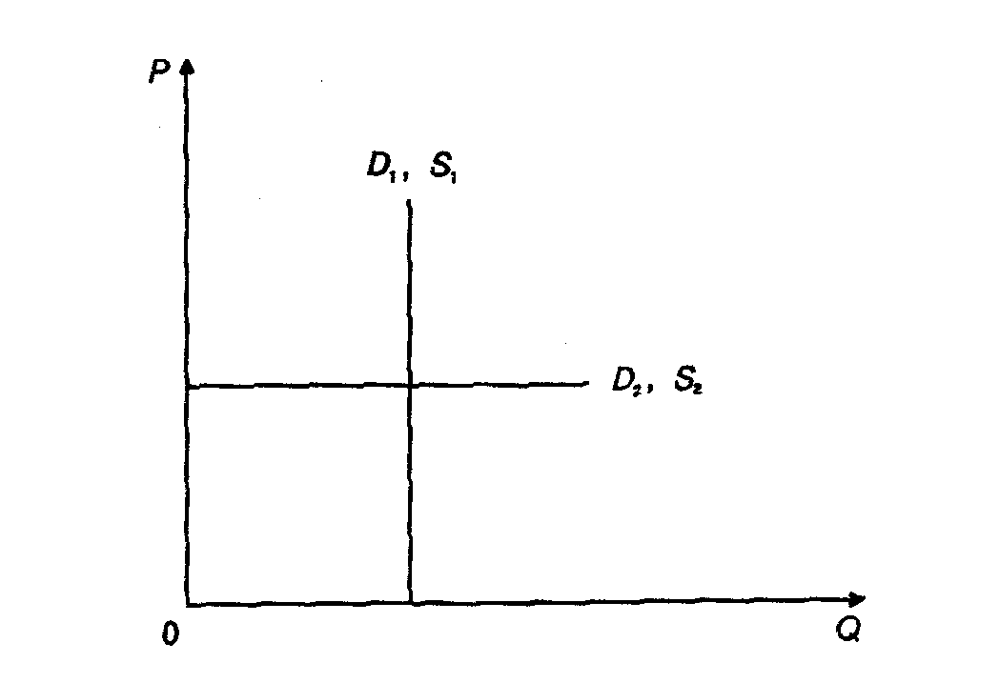 P
D₁, S₁
D₂, S₂
0
Q